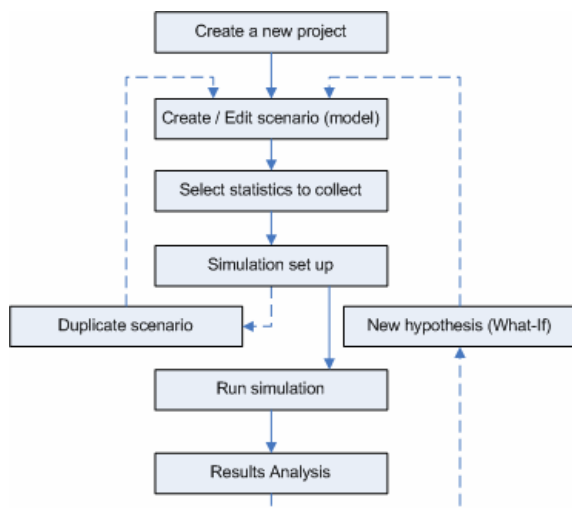 Create a new project
Create / Edit scenario (model)
Select statistics to collect
Simulation set up
Duplicate scenario
New hypothesis (What-If)
Run simulation
Results Analysis